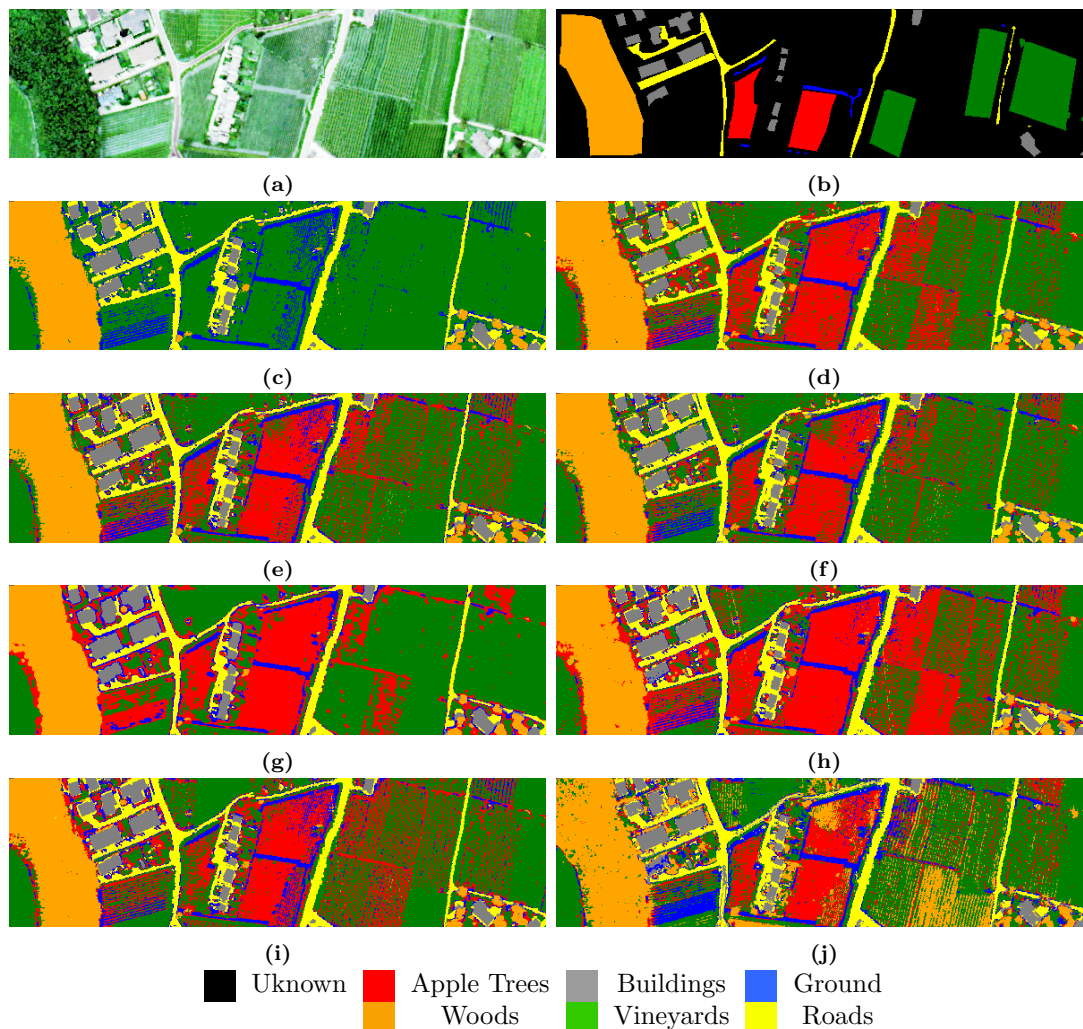 (a) (b)
(c) (d)
(e) (f)
(g) (h)
(i) (j)
Uknown Apple Trees Buildings Ground
Woods Vineyards Roads